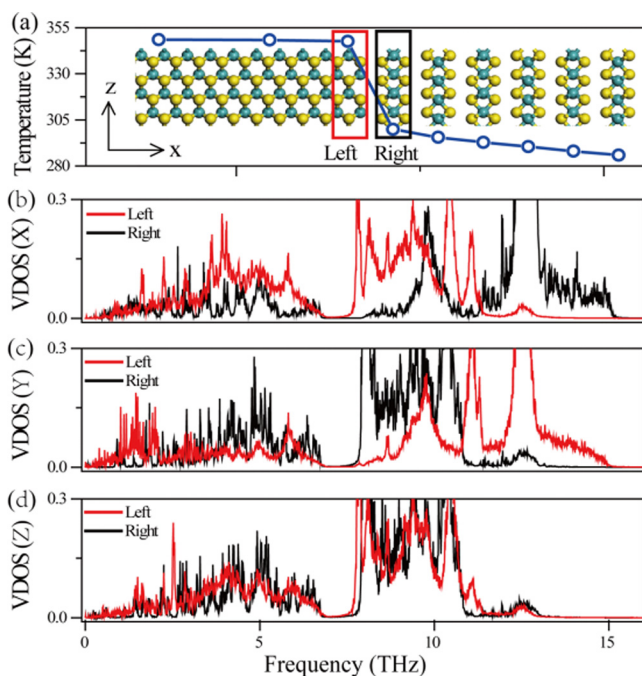 (a)
Temperature (K)
355
330
305
280
Z
X
Left
Right
(b)
VDOS (X)
0.3
0.0
Left
Right
(c)
VDOS (Y)
0.3
0.0
Left
Right
(d)
VDOS (Z)
0.3
0.0
Left
Right
0
5
10
15
Frequency (THz)